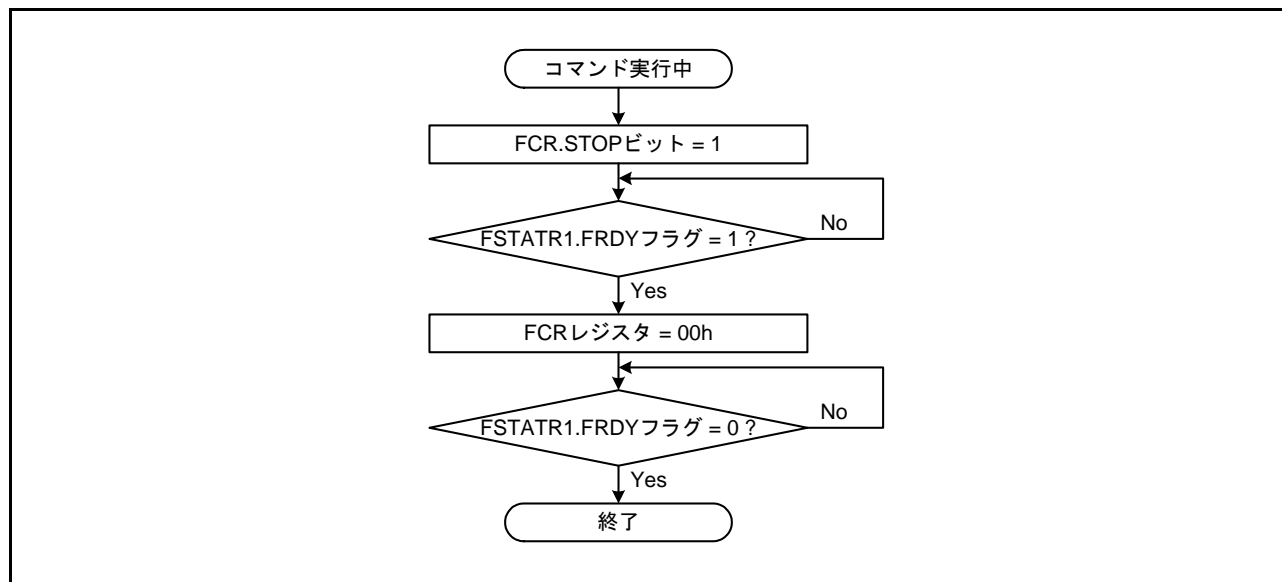 コマンド実行中
FCR.STOPビット = 1
FSTATR1.FRDYフラグ = 1 ?
No
Yes
FCRレジスタ = 00h
FSTATR1.FRDYフラグ = 0 ?
No
Yes
終了